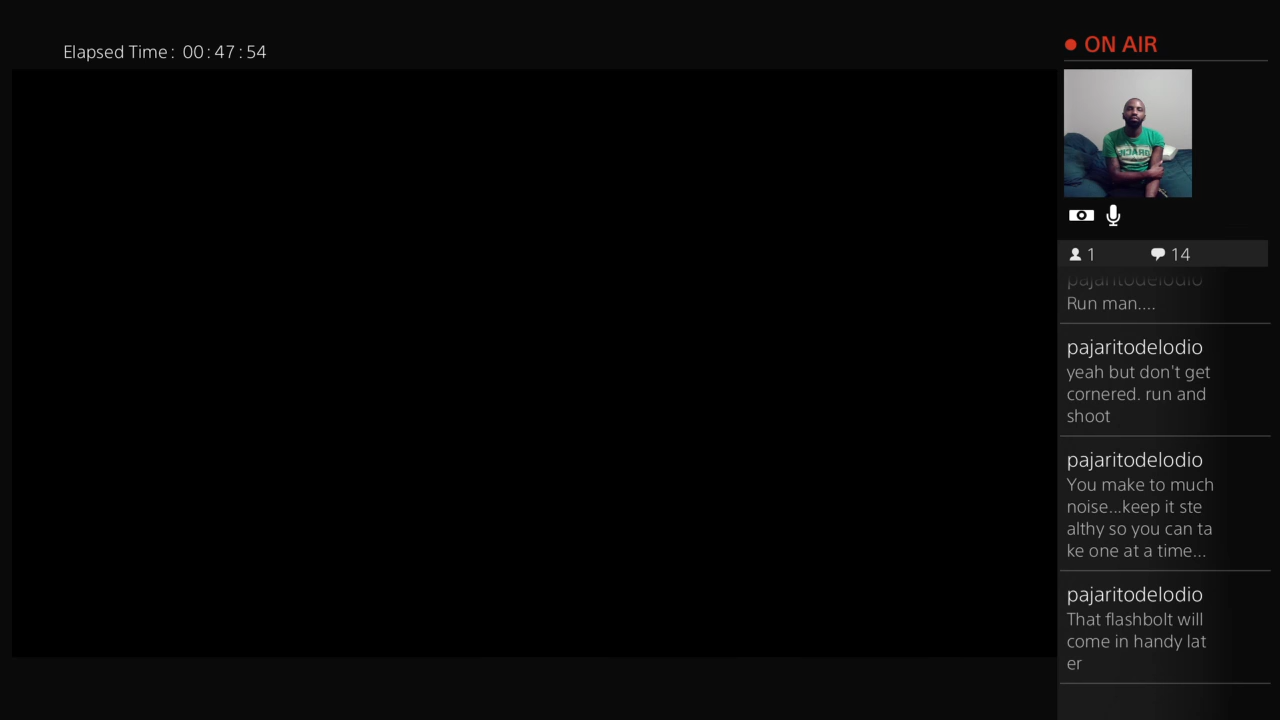 Elapsed Time: 00:47:54
ON AIR
1
14
pajaritodelodio
Run man....
pajaritodelodio
yeah but don't get
cornered. run and
shoot
pajaritodelodio
You make to much
noise...keep it ste
althy so you can ta
ke one at a time...
pajaritodelodio
That flashbolt will
come in handy lat
er